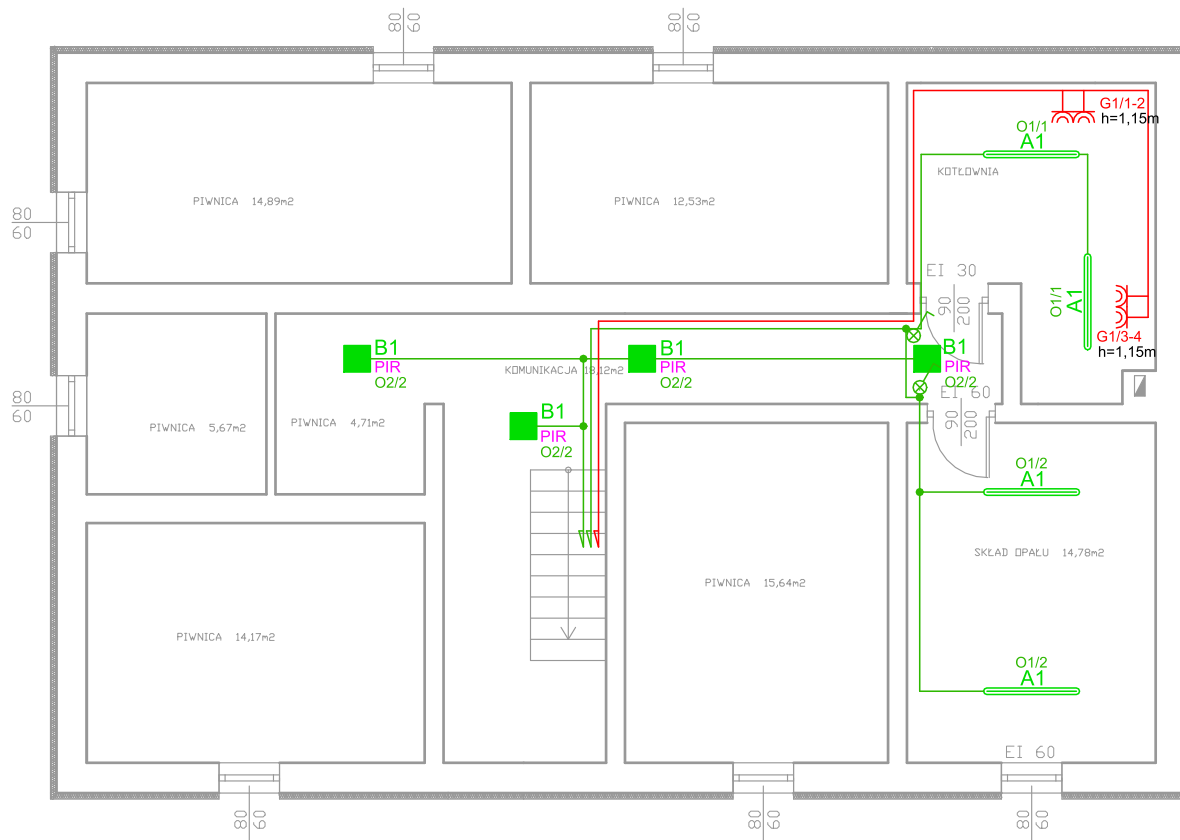 80
60
80
60
G1/1-2
h=1,15m
O1/1
A1
KOTŁOWNIA
PIWNICA 14,89m2
PIWNICA 12,53m2
80
60
EI 30
90
200
O1/1
A1
G1/3-4
h=1,15m
B1
PIR
O2/2
KOMUNIKACJA 18,12m2
B1
PIR
O2/2
B1
PIR
O2/2
80
60
EI 60
90
200
B1
PIR
O2/2
PIWNICA 5,67m2
PIWNICA 4,71m2
O1/2
A1
SKŁAD OPAŁU 14,78m2
PIWNICA 15,64m2
PIWNICA 14,17m2
O1/2
A1
EI 60
80
60
80
60
80
60